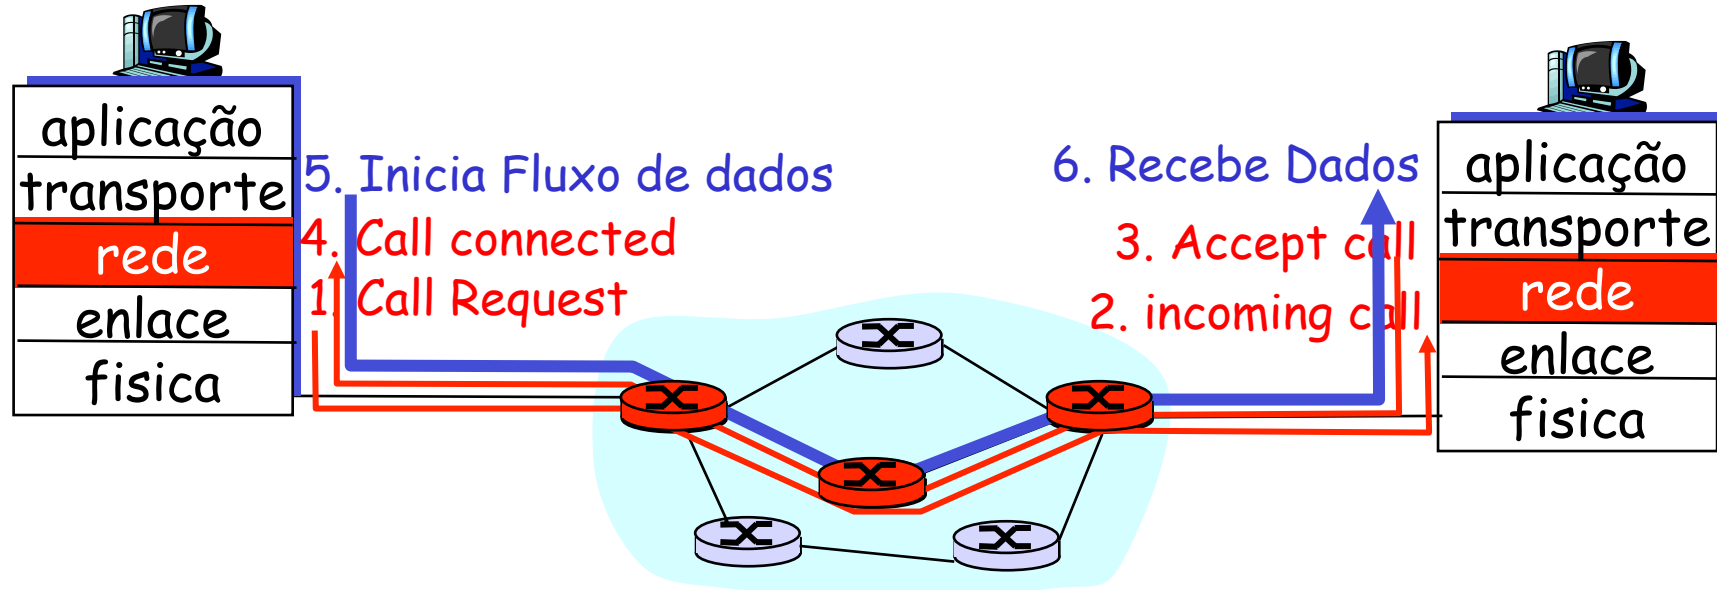 aplicação
transporte
rede
enlace
fisica
5. Inicia Fluxo de dados
4. Call connected
1. Call Request
6. Recebe Dados
3. Accept call
2. incoming call
aplicação
transporte
rede
enlace
fisica